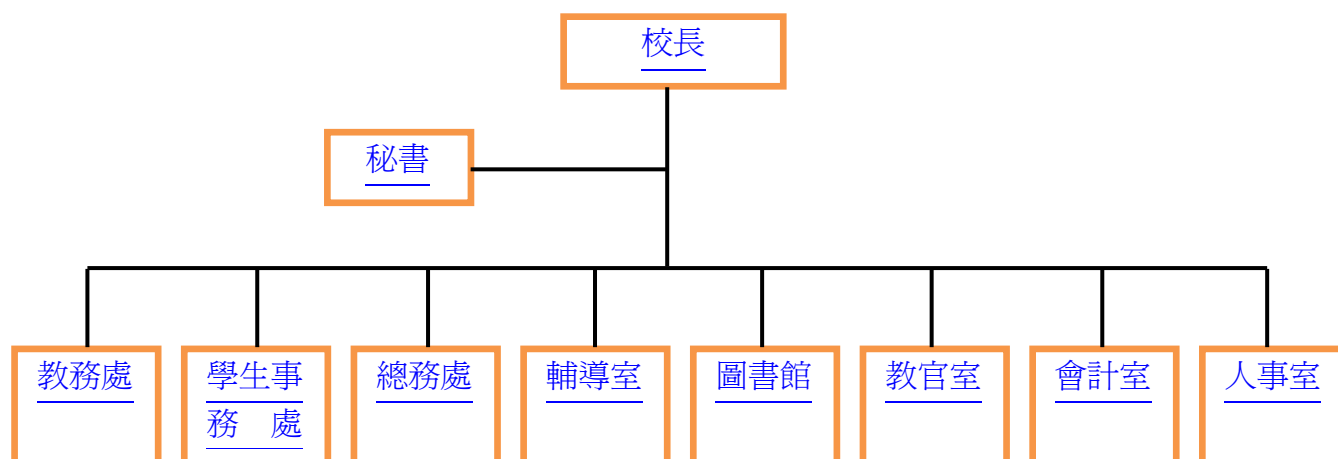 校長
秘書
教務處
學生事
務　處
總務處
輔導室
圖書館
教官室
會計室
人事室